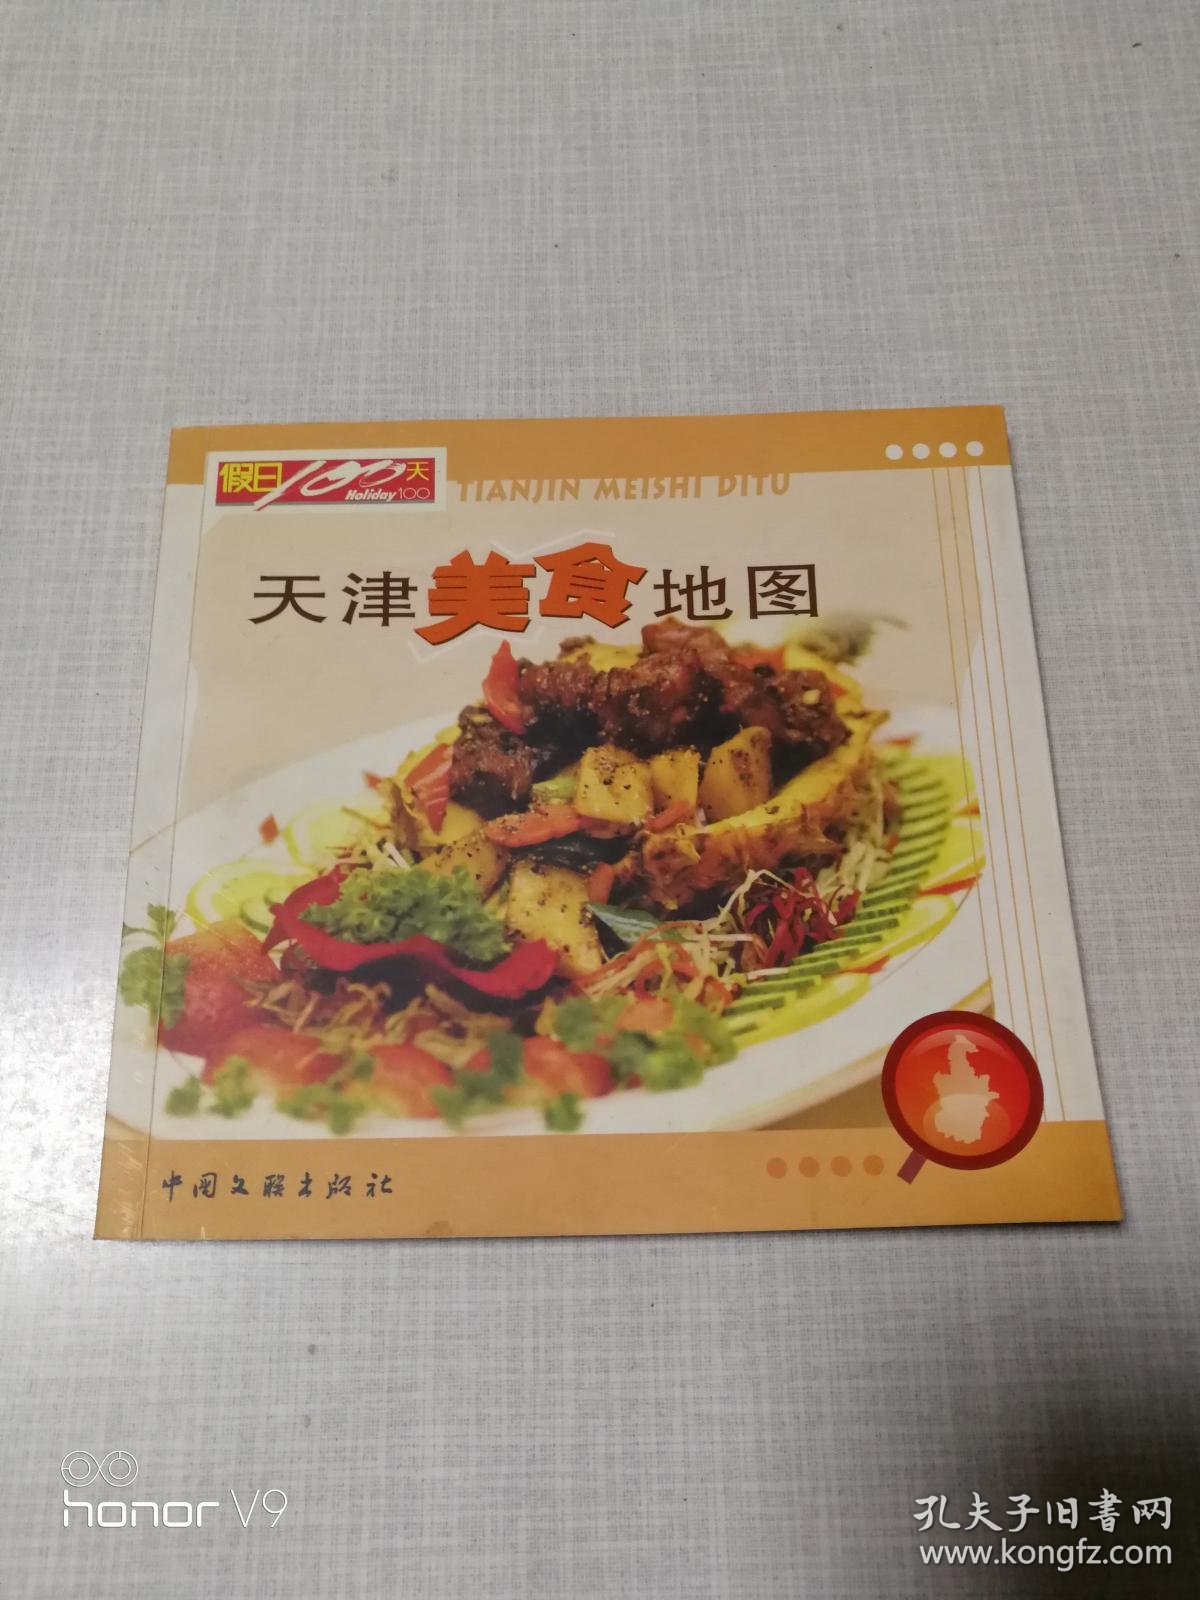 假日100天
Holiday100
TIANJIN MEISHI DITU
天津美食地图
中国文联出版社
honor V9
孔夫子旧書网
www.kongfz.com